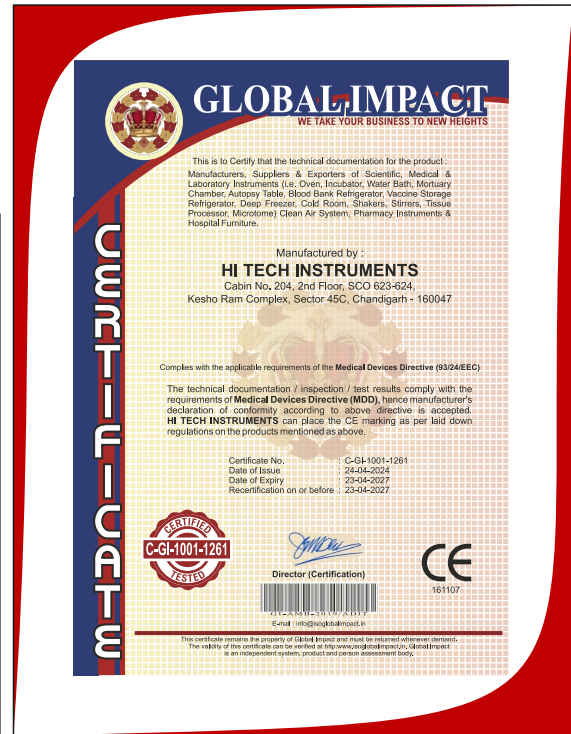 GLOBAL IMPACT
WE TAKE YOUR BUSINESS TO NEW HEIGHTS
This is to Certify that the technical documentation for the product :
Manufacturers, Suppliers & Exporters of Scientific, Medical &
Laboratory Instruments (i.e. Oven, Incubator, Water Bath, Mortuary
Chamber, Autopsy Table, Blood Bank Refrigerator, Vaccine Storage
Refrigerator, Deep Freezer, Cold Room, Shakers, Stirrers, Tissue
Processor, Microtome) Clean Air System, Pharmacy Instruments &
Hospital Furniture.
CERTIFICATE
Manufactured by :
HI TECH INSTRUMENTS
Cabin No. 204, 2nd Floor, SCO 623-624,
Kesho Ram Complex, Sector 45C, Chandigarh - 160047
Complies with the applicable requirements of the Medical Devices Directive (93/24/EEC)
The technical documentation / inspection / test results comply with the
requirements of Medical Devices Directive (MDD), hence manufacturer's
declaration of conformity according to above directive is accepted.
HI TECH INSTRUMENTS can place the CE marking as per laid down
regulations on the products mentioned as above.
Certificate No. : C-GI-1001-1261
Date of Issue : 24-04-2024
Date of Expiry : 23-04-2027
Recertification on or before : 23-04-2027
CERTIFIED
C-GI-1001-1261
TESTED
Director (Certification)
GI-AMB-2019/ADIT
E-mail : info@isoglobalimpact.in
CE
161107
This certificate remains the property of Global Impact and must be returned whenever demand.
The validity of this certificate can be verified at http:www.isoglobalimpact.in, Global Impact
is an independent system, product and person assessment body.